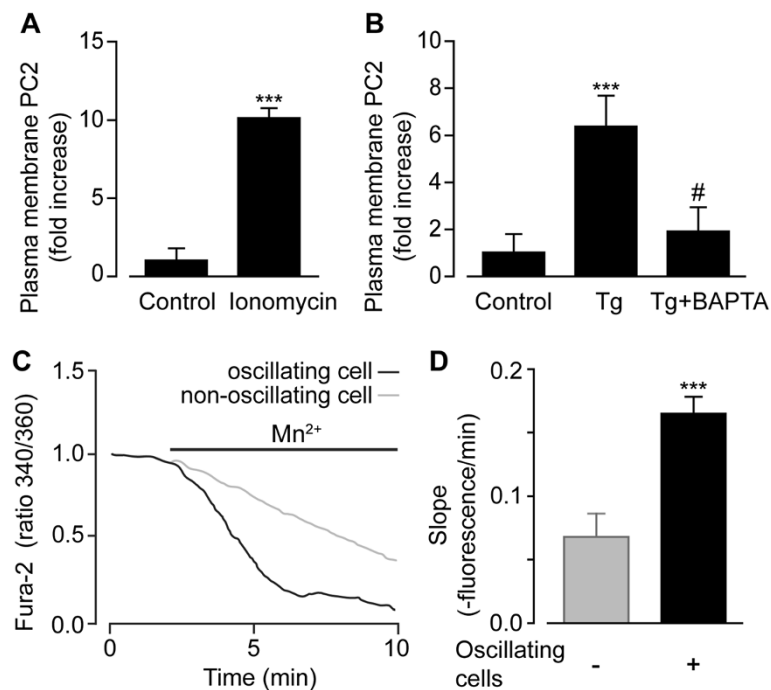 A
Plasma membrane PC2
(fold increase)
15
10
5
0
***
Control
Ionomycin
B
Plasma membrane PC2
(fold increase)
10
8
6
4
2
0
***
#
Control
Tg
Tg+BAPTA
C
Fura-2 (ratio 340/360)
1.5
1.0
0.5
0.0
oscillating cell
non-oscillating cell
Mn²⁺
0
5
10
Time (min)
D
Slope
(-fluorescence/min)
0.2
0.1
0.0
***
Oscillating
cells
-
+